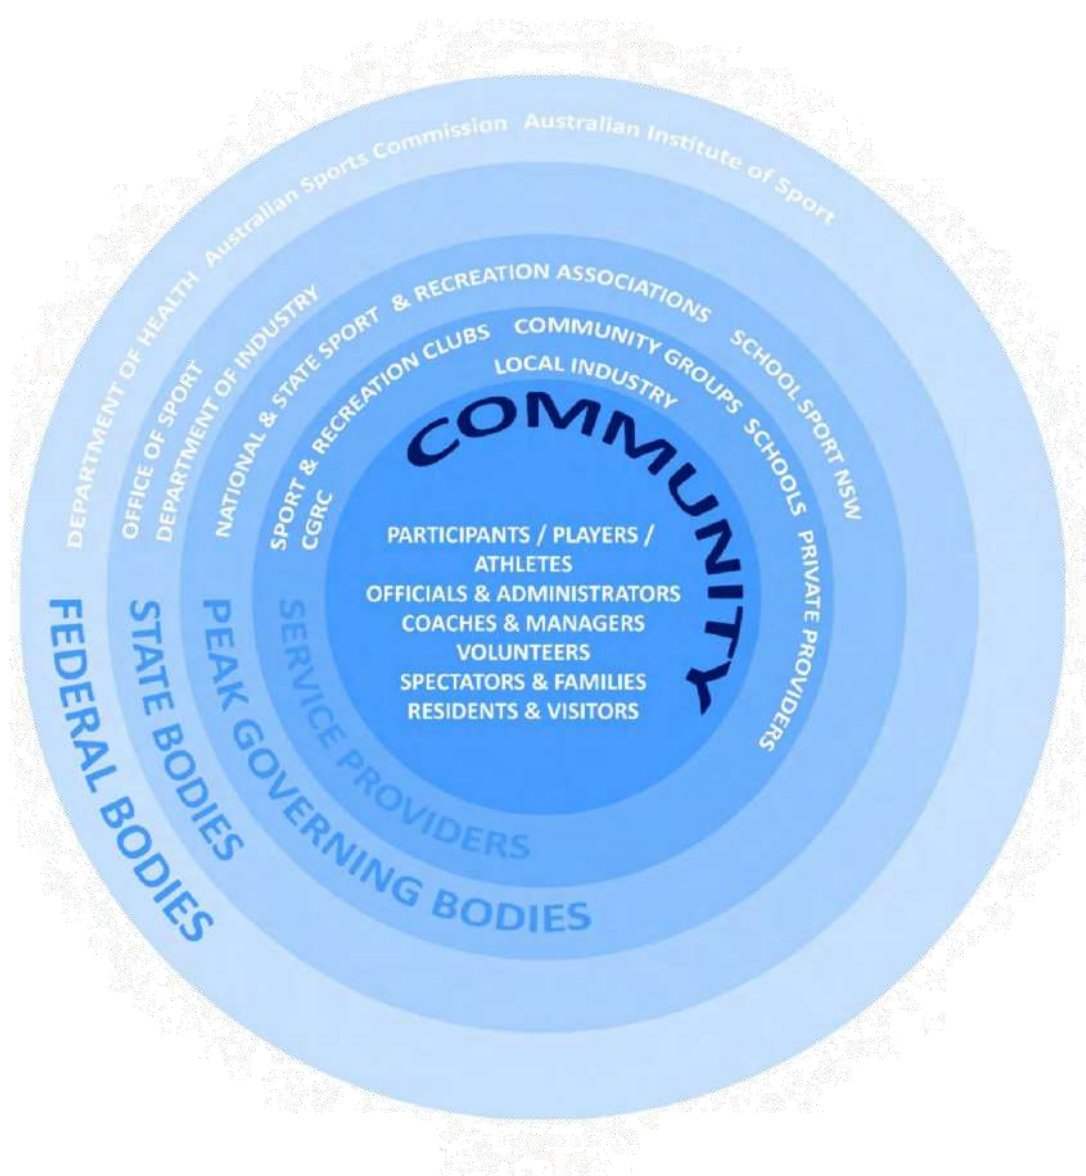 DEPARTMENT OF HEALTH Australian Sports Commission Australian Institute of Sport
OFFICE OF SPORT
DEPARTMENT OF INDUSTRY
NATIONAL & STATE SPORT & RECREATION ASSOCIATIONS SCHOOL SPORT NSW
SPORT & RECREATION CLUBS COMMUNITY GROUPS SCHOOLS PRIVATE PROVIDERS
CGRC LOCAL INDUSTRY
COMMUNITY
PARTICIPANTS / PLAYERS /
ATHLETES
OFFICIALS & ADMINISTRATORS
COACHES & MANAGERS
VOLUNTEERS
SPECTATORS & FAMILIES
RESIDENTS & VISITORS
SERVICE PROVIDERS
PEAK GOVERNING BODIES
STATE BODIES
FEDERAL BODIES